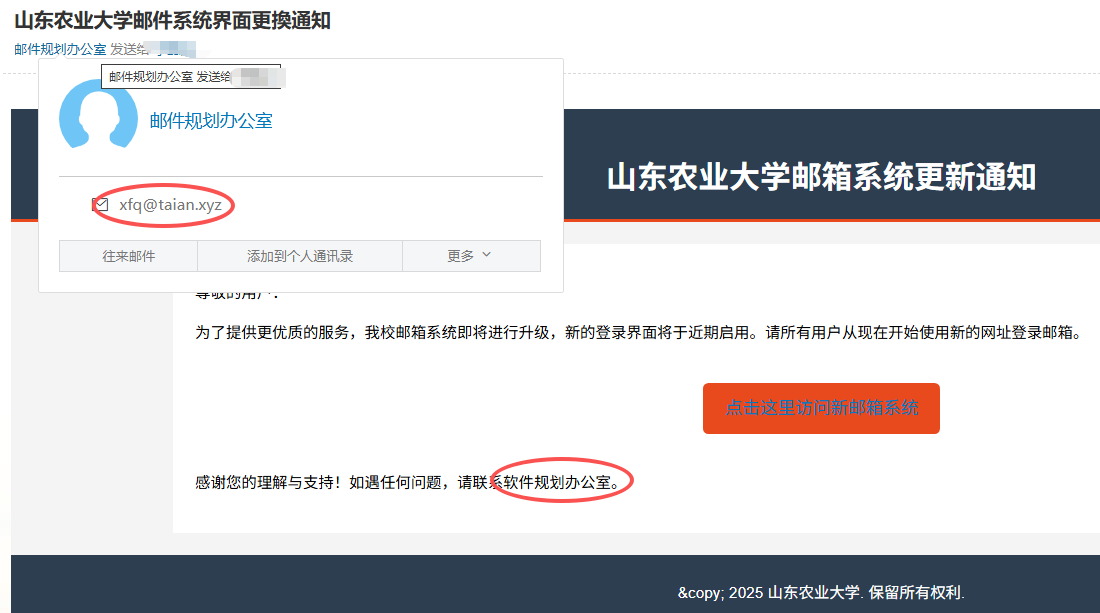 山东农业大学邮件系统界面更换通知
邮件规划办公室 发送给
邮件规划办公室 发送给
邮件规划办公室
xfq@taian.xyz
往来邮件 添加到个人通讯录 更多
山东农业大学邮箱系统更新通知
尊敬的用户：
为了提供更优质的服务，我校邮箱系统即将进行升级，新的登录界面将于近期启用。请所有用户从现在开始使用新的网址登录邮箱。
点击这里访问新邮箱系统
感谢您的理解与支持！如遇任何问题，请联系软件规划办公室。
&copy; 2025 山东农业大学. 保留所有权利.